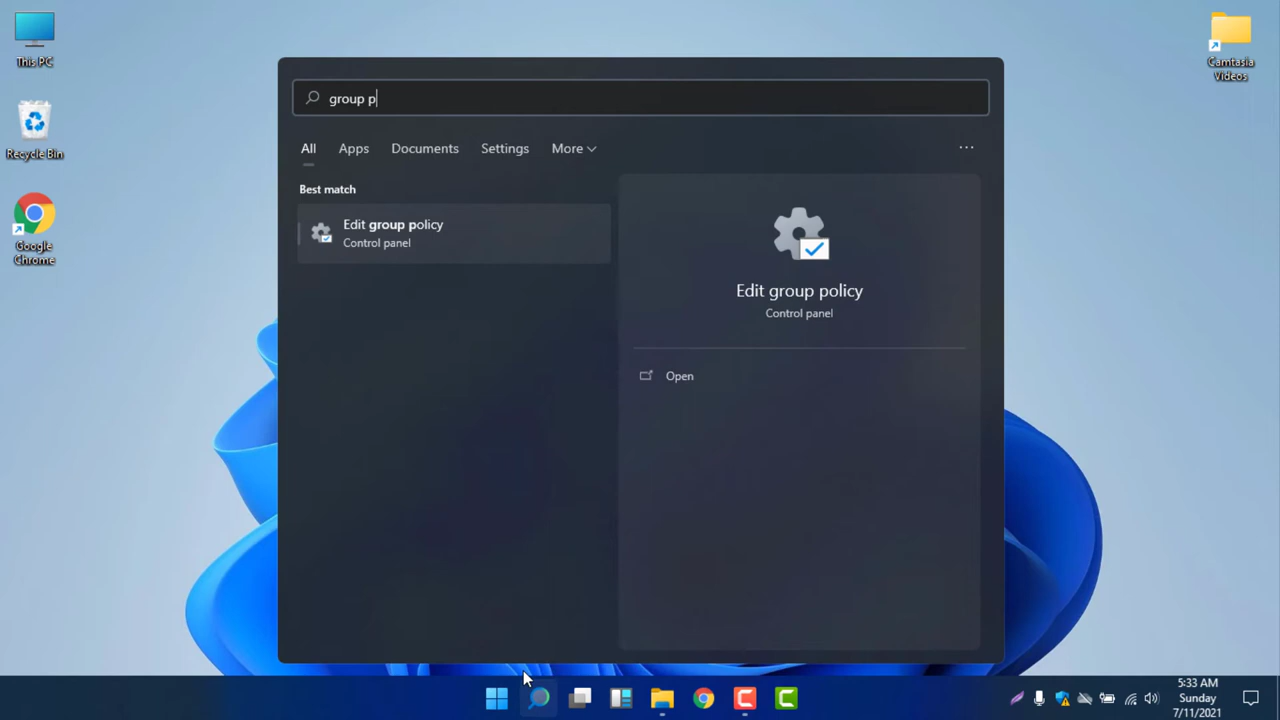 This PC
Recycle Bin
Google
Chrome
Camtasia
Videos
group p
All
Apps
Documents
Settings
More
...
Best match
Edit group policy
Control panel
Edit group policy
Control panel
Open
5:33 AM
Sunday
7/11/2021